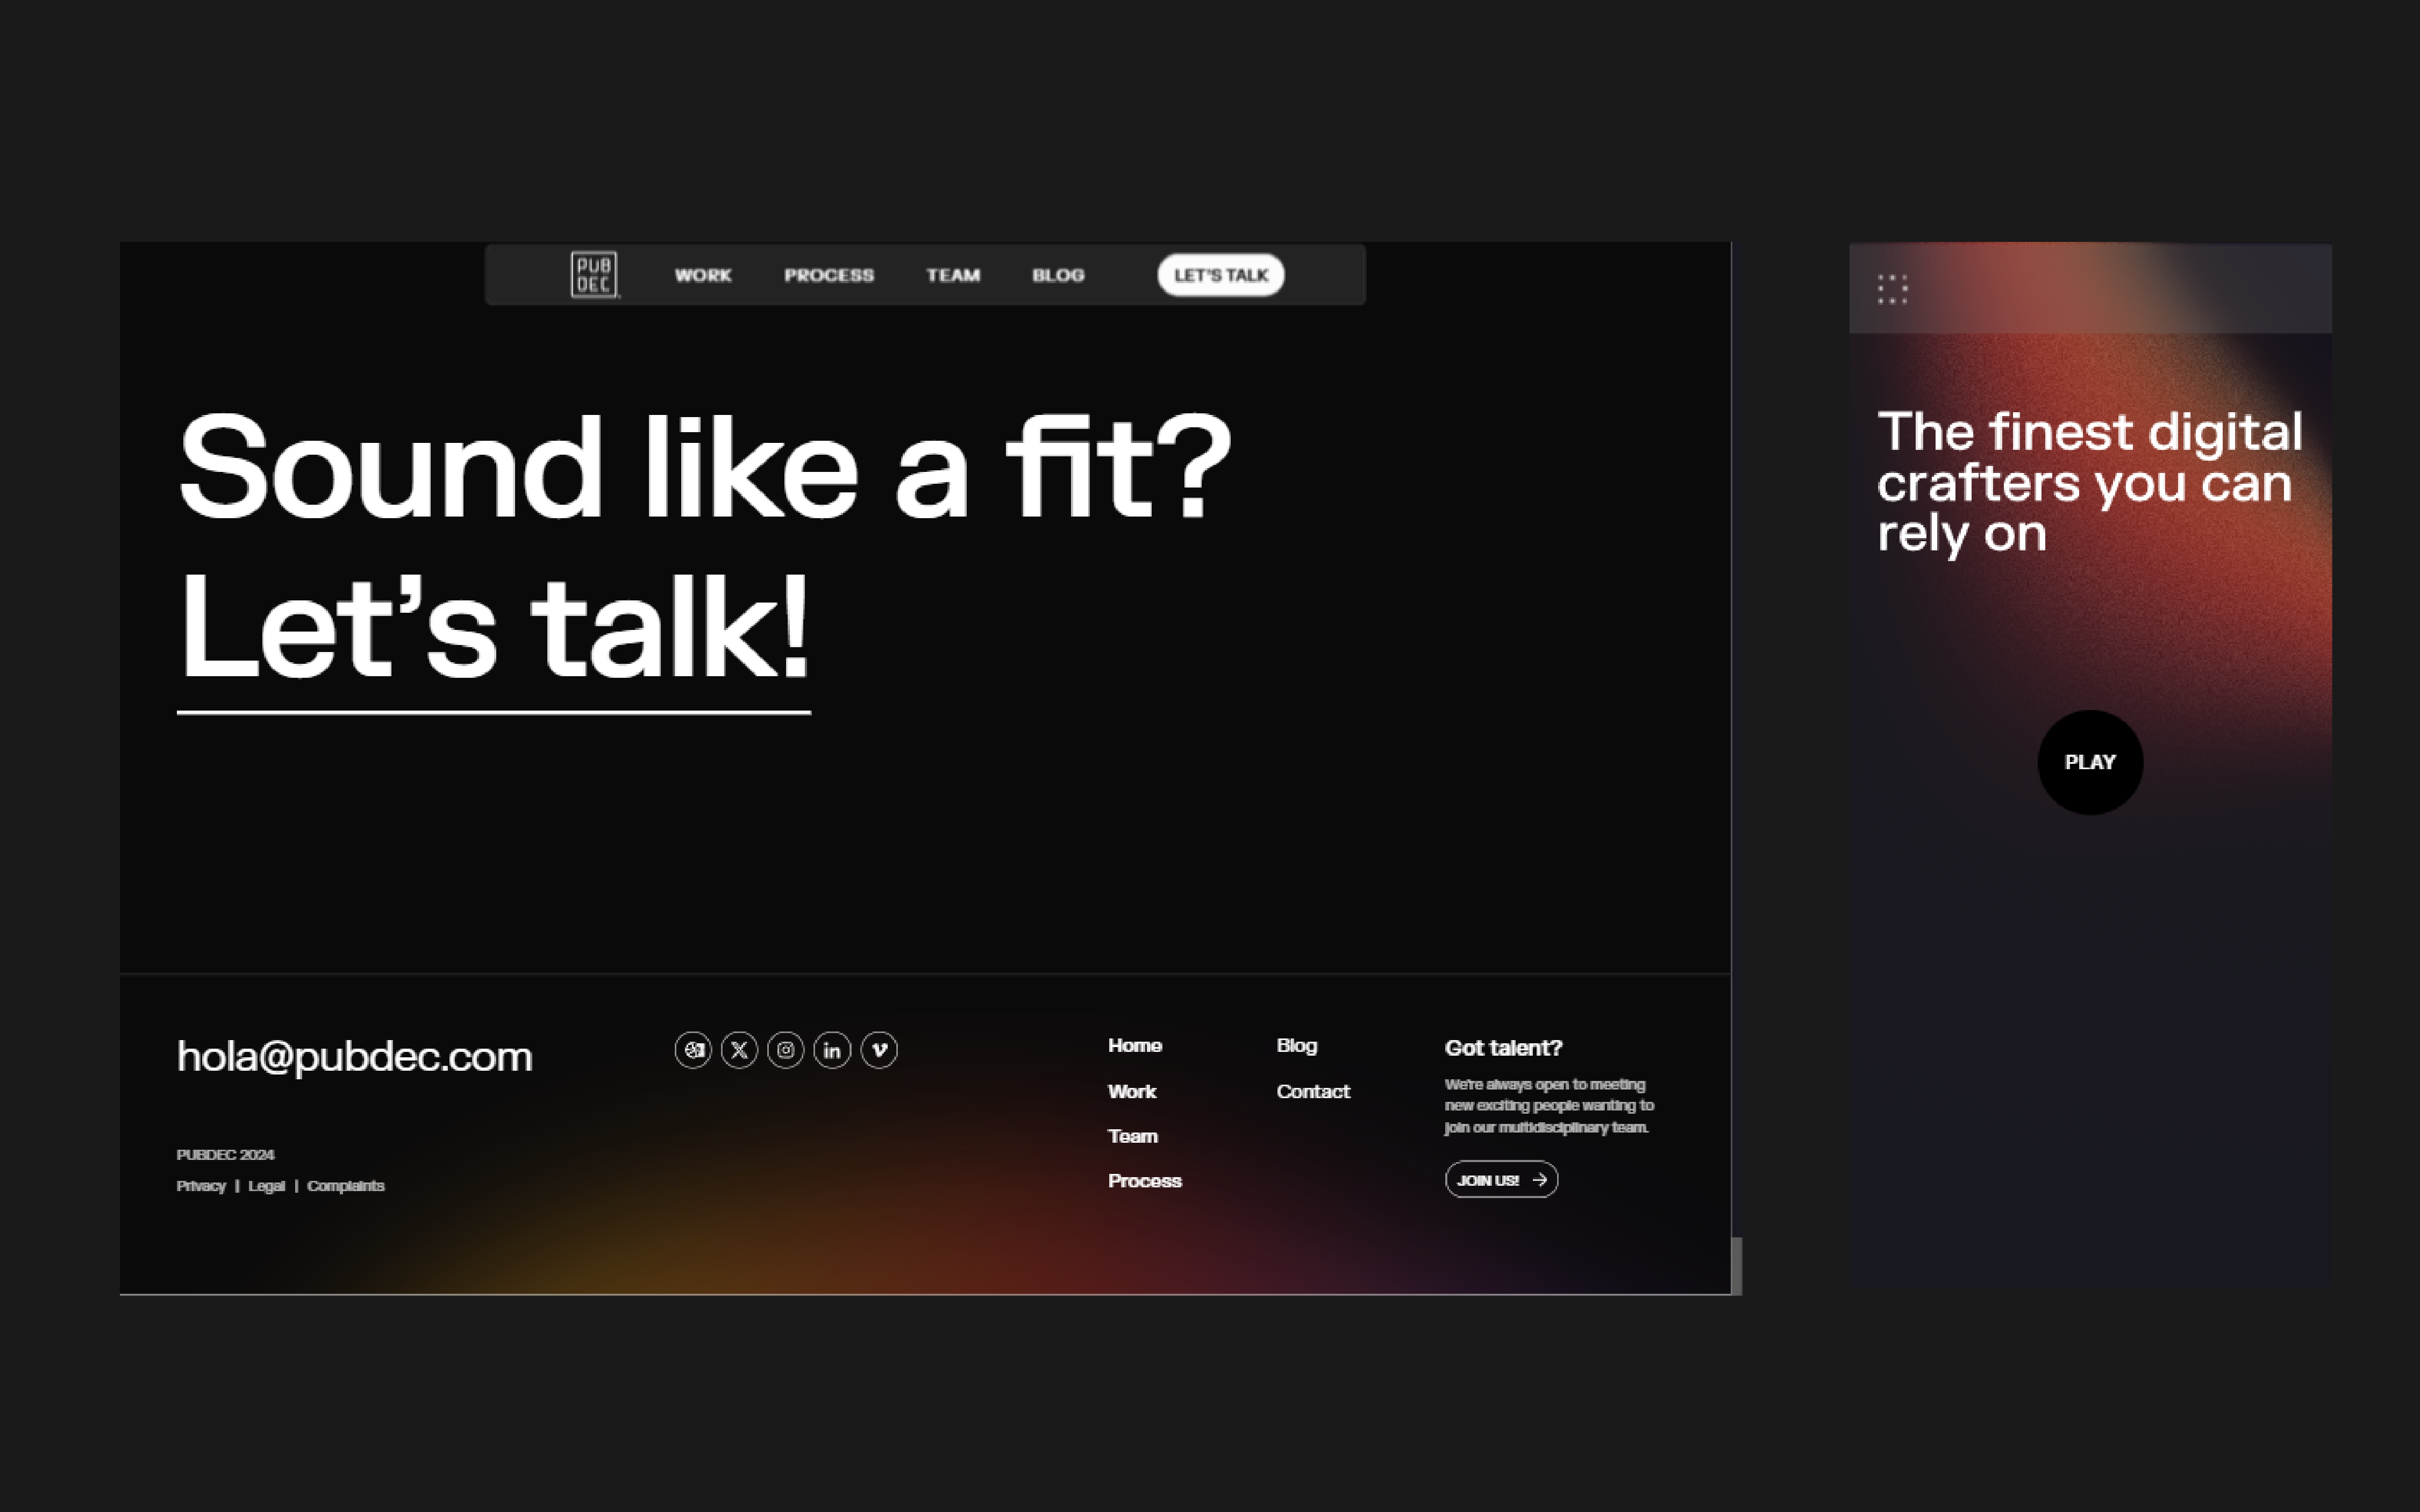 PUB
DEC
WORK PROCESS TEAM BLOG LET'S TALK
Sound like a fit?
Let’s talk!
hola@pubdec.com
PUBDEC 2024
Privacy | Legal | Complaints
in
Home
Work
Team
Process
Blog
Contact
Got talent?
We're always open to meeting
new exciting people wanting to
join our multidisciplinary team.
JOIN US! →
The finest digital
crafters you can
rely on
PLAY